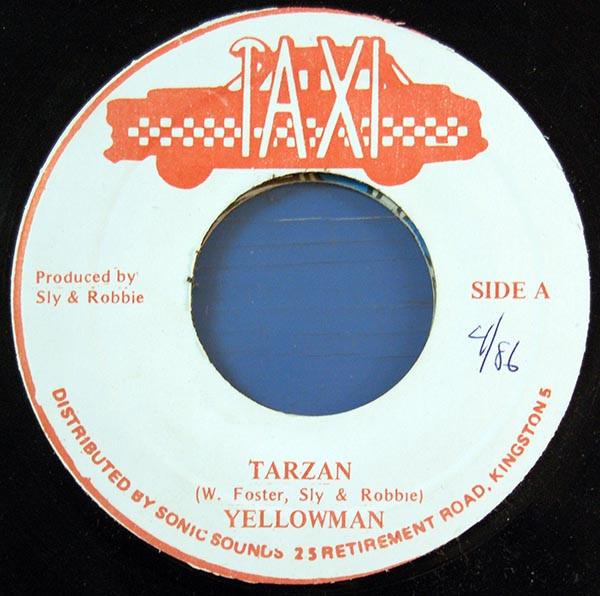 TAXI
Produced by
Sly & Robbie
SIDE A
4/86
TARZAN
(W. Foster, Sly & Robbie)
YELLOWMAN
DISTRIBUTED BY SONIC SOUNDS 25 RETIREMENT ROAD, KINGSTON 5